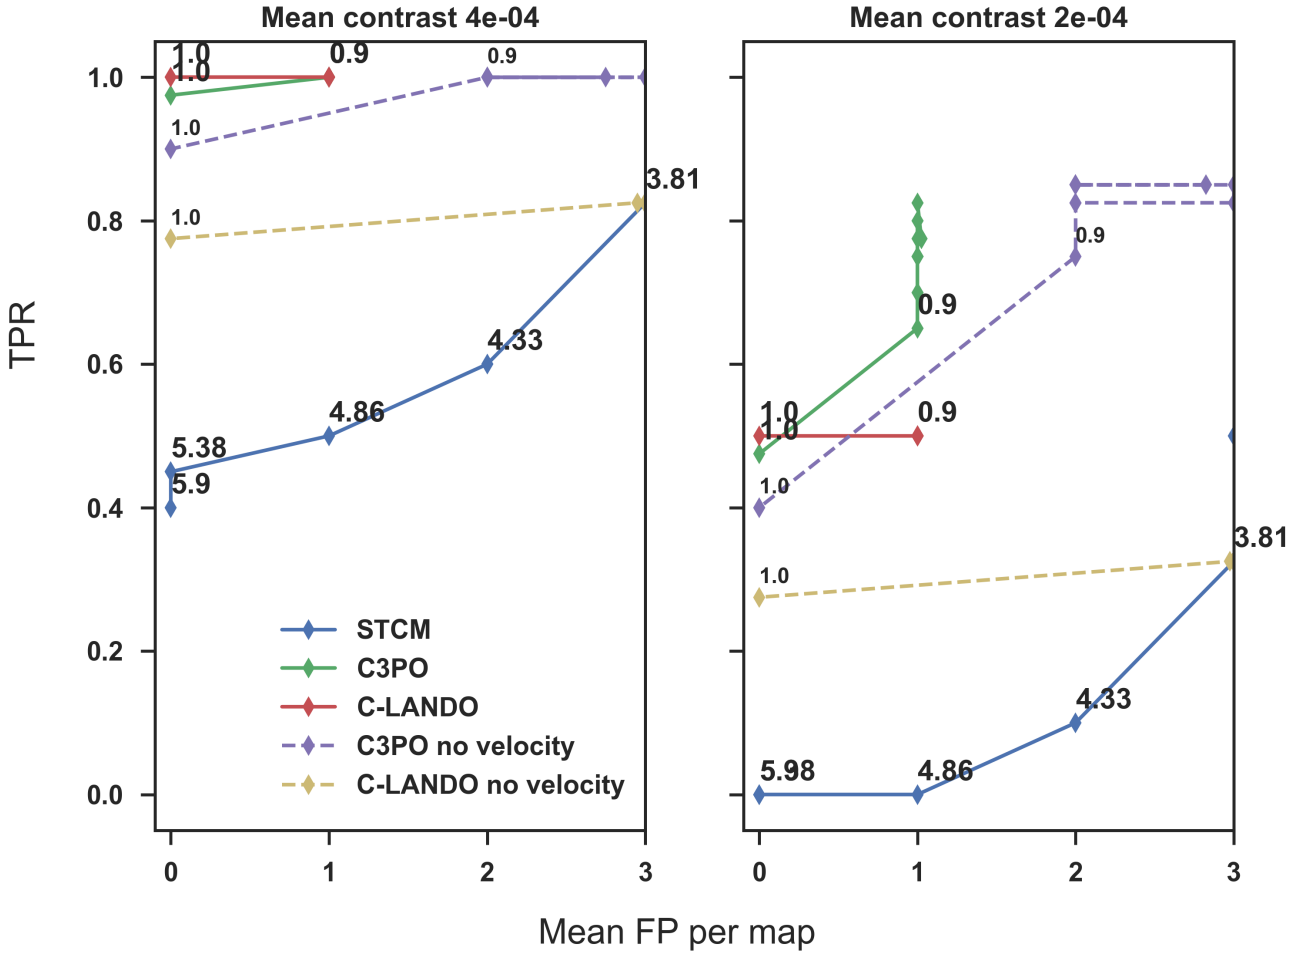 Mean contrast 4e-04
Mean contrast 2e-04
TPR
1.0
0.8
0.6
0.4
0.2
0.0
1.0
1.0
0.9
0.9
1.0
1.0
3.81
4.33
4.86
5.38
5.9
STCM
C3PO
C-LANDO
C3PO no velocity
C-LANDO no velocity
0 1 2 3
0.9
0.9
0.9
1.0
1.0
1.0
1.0
3.81
4.33
4.86
0 1 2 3
Mean FP per map